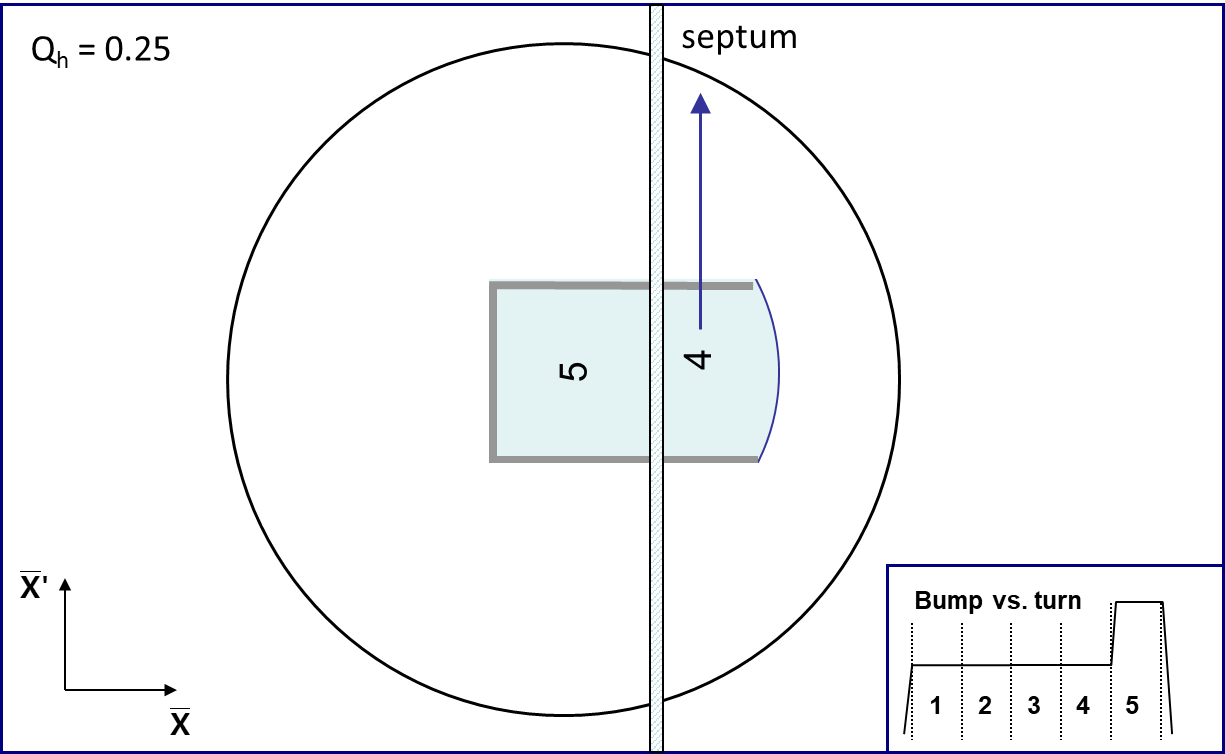 Qh = 0.25
septum
5
4
X'
X
Bump vs. turn
1 2 3 4 5